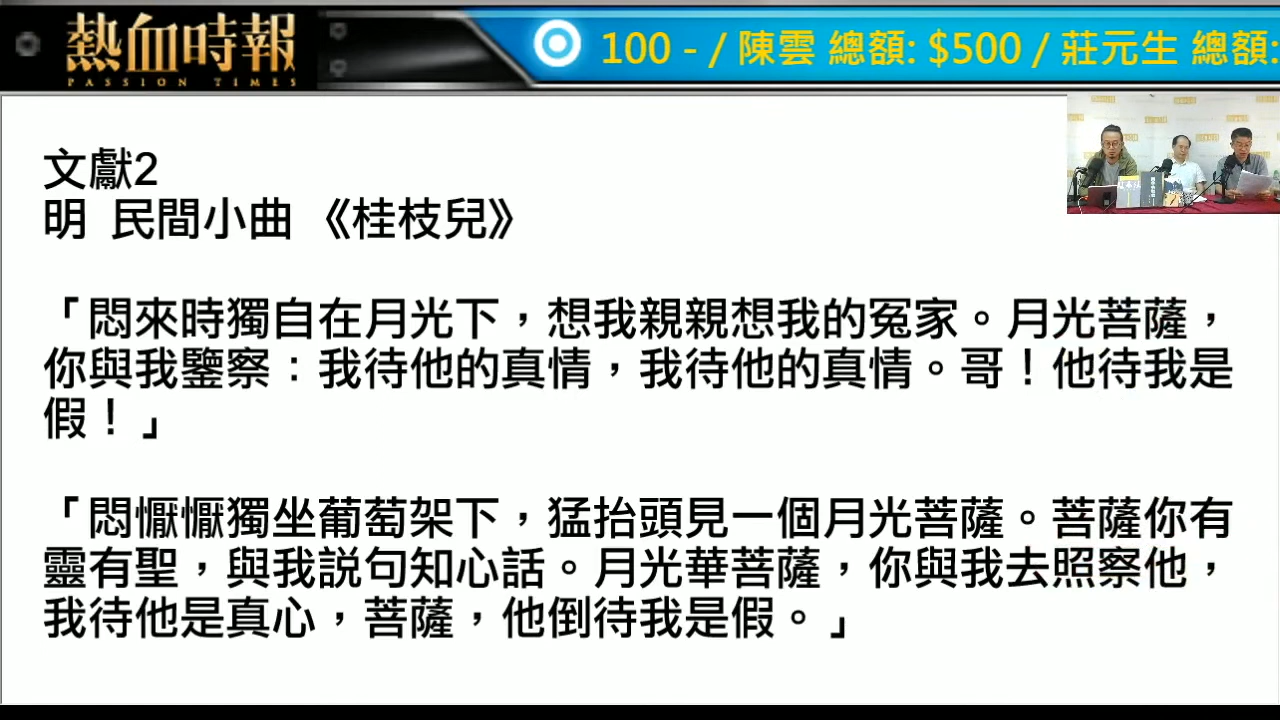 熱血時報
PASSION TIMES
100 - / 陳雲 總額: $500 / 莊元生 總額:
文獻2
明 民間小曲 《桂枝兒》
「悶來時獨自在月光下，想我親親想我的冤家。月光菩薩，
你與我鑒察：我待他的真情，我待他的真情。哥！他待我是
假！」
「悶懨懨獨坐葡萄架下，猛抬頭見一個月光菩薩。菩薩你有
靈有聖，與我説句知心話。月光華菩薩，你與我去照察他，
我待他是真心，菩薩，他倒待我是假。」